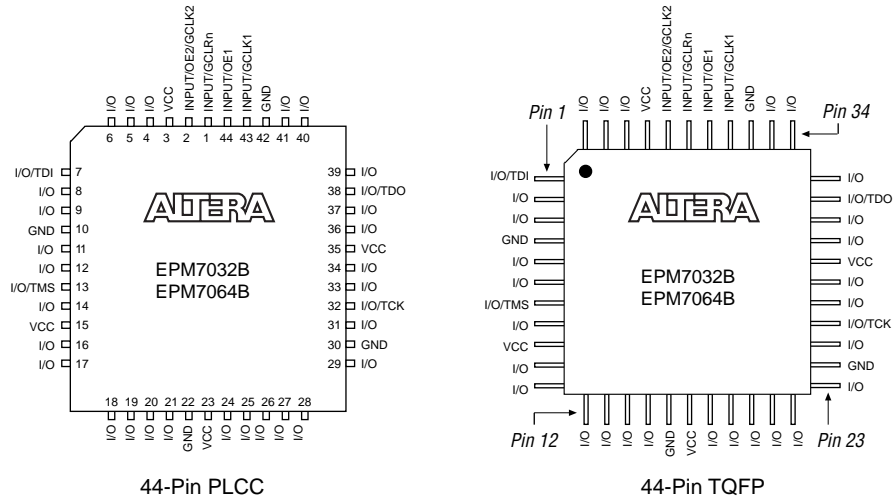 INPUT/OE2/GCLK2
INPUT/GCLRn
INPUT/OE1
INPUT/GCLK1
I/O
I/O
I/O
VCC
GND
I/O
I/O
6 5 4 3 2 1 44 43 42 41 40
I/O/TDI 7
I/O 8
I/O 9
GND 10
I/O 11
I/O 12
I/O/TMS 13
I/O 14
VCC 15
I/O 16
I/O 17
ALTERA
EPM7032B
EPM7064B
39 I/O
38 I/O/TDO
37 I/O
36 I/O
35 VCC
34 I/O
33 I/O
32 I/O/TCK
31 I/O
30 GND
29 I/O
18 19 20 21 22 23 24 25 26 27 28
I/O
I/O
I/O
I/O
GND
VCC
I/O
I/O
I/O
I/O
I/O
44-Pin PLCC
Pin 1
I/O
I/O
I/O
VCC
INPUT/OE2/GCLK2
INPUT/GCLRn
INPUT/OE1
INPUT/GCLK1
GND
I/O
I/O
Pin 34
I/O/TDI
I/O
I/O
GND
I/O
I/O
I/O/TMS
I/O
VCC
I/O
I/O
ALTERA
EPM7032B
EPM7064B
I/O
I/O/TDO
I/O
I/O
VCC
I/O
I/O
I/O/TCK
I/O
GND
I/O
Pin 12
I/O
I/O
I/O
I/O
GND
VCC
I/O
I/O
I/O
I/O
I/O
Pin 23
44-Pin TQFP